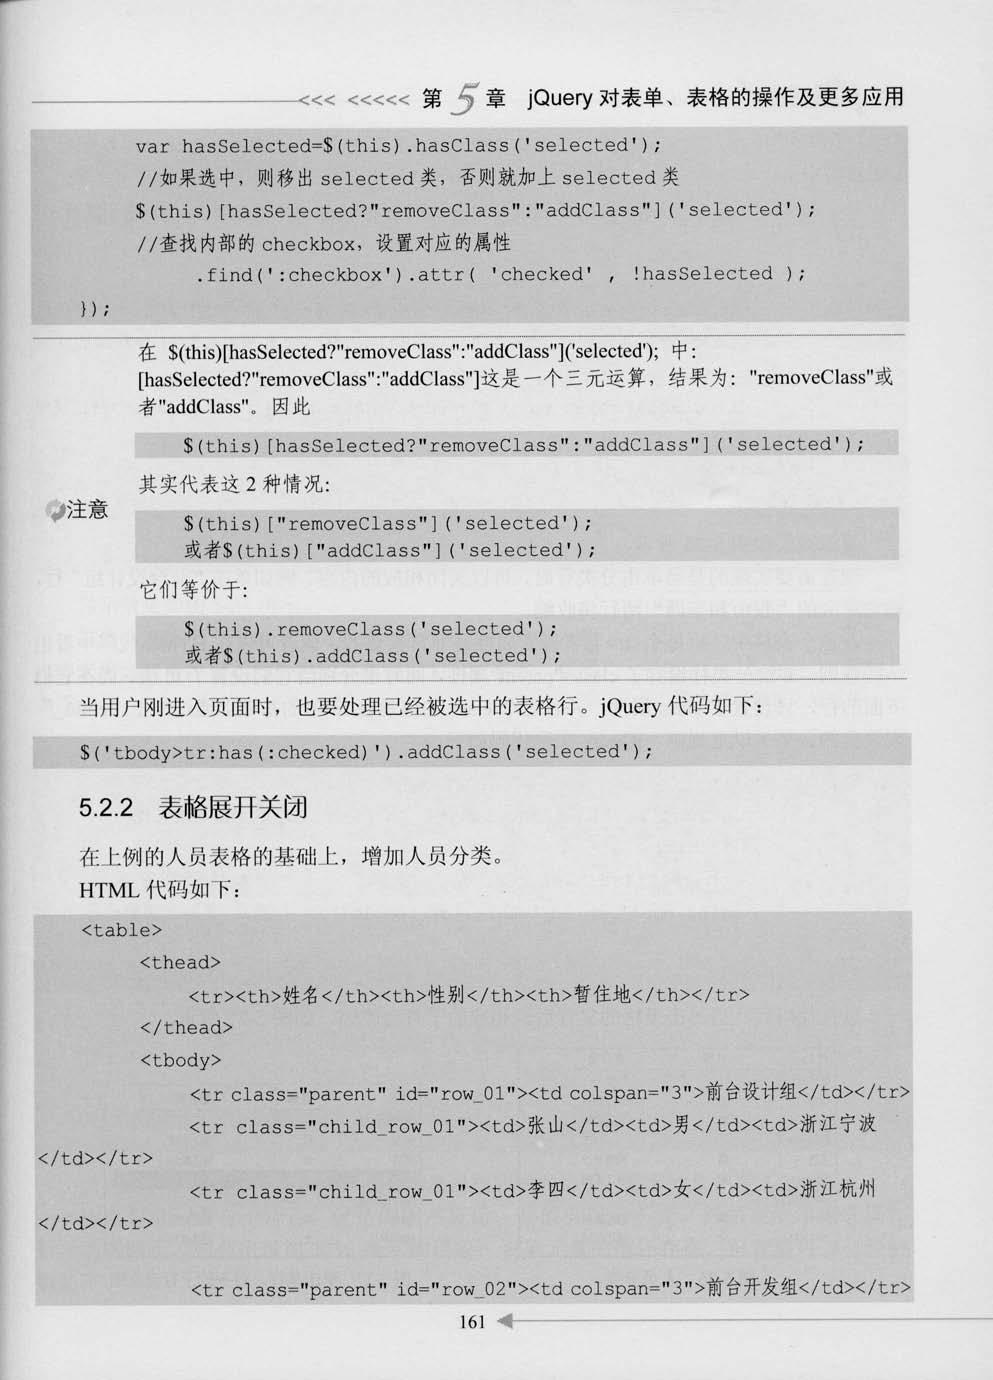 <<< <<<<< 第5章 jQuery 对表单、表格的操作及更多应用
var hasSelected=$(this).hasClass('selected');
//如果选中，则移出 selected 类，否则就加上 selected 类
$(this)[hasSelected?"removeClass":"addClass"]('selected');
//查找内部的 checkbox，设置对应的属性
.find(':checkbox').attr( 'checked' , !hasSelected );
});
在 $(this)[hasSelected?"removeClass":"addClass"]('selected'); 中：
[hasSelected?"removeClass":"addClass"]这是一个三元运算，结果为："removeClass"或
者"addClass"。因此
$(this)[hasSelected?"removeClass":"addClass"]('selected');
其实代表这 2 种情况：
注意
$(this)["removeClass"]('selected');
或者$(this)["addClass"]('selected');
它们等价于：
$(this).removeClass('selected');
或者$(this).addClass('selected');
当用户刚进入页面时，也要处理已经被选中的表格行。jQuery 代码如下：
$('tbody>tr:has(:checked)').addClass('selected');
5.2.2 表格展开关闭
在上例的人员表格的基础上，增加人员分类。
HTML 代码如下：
<table>
<thead>
<tr><th>姓名</th><th>性别</th><th>暂住地</th></tr>
</thead>
<tbody>
<tr class="parent" id="row_01"><td colspan="3">前台设计组</td></tr>
<tr class="child_row_01"><td>张山</td><td>男</td><td>浙江宁波
</td></tr>
<tr class="child_row_01"><td>李四</td><td>女</td><td>浙江杭州
</td></tr>
<tr class="parent" id="row_02"><td colspan="3">前台开发组</td></tr>
161